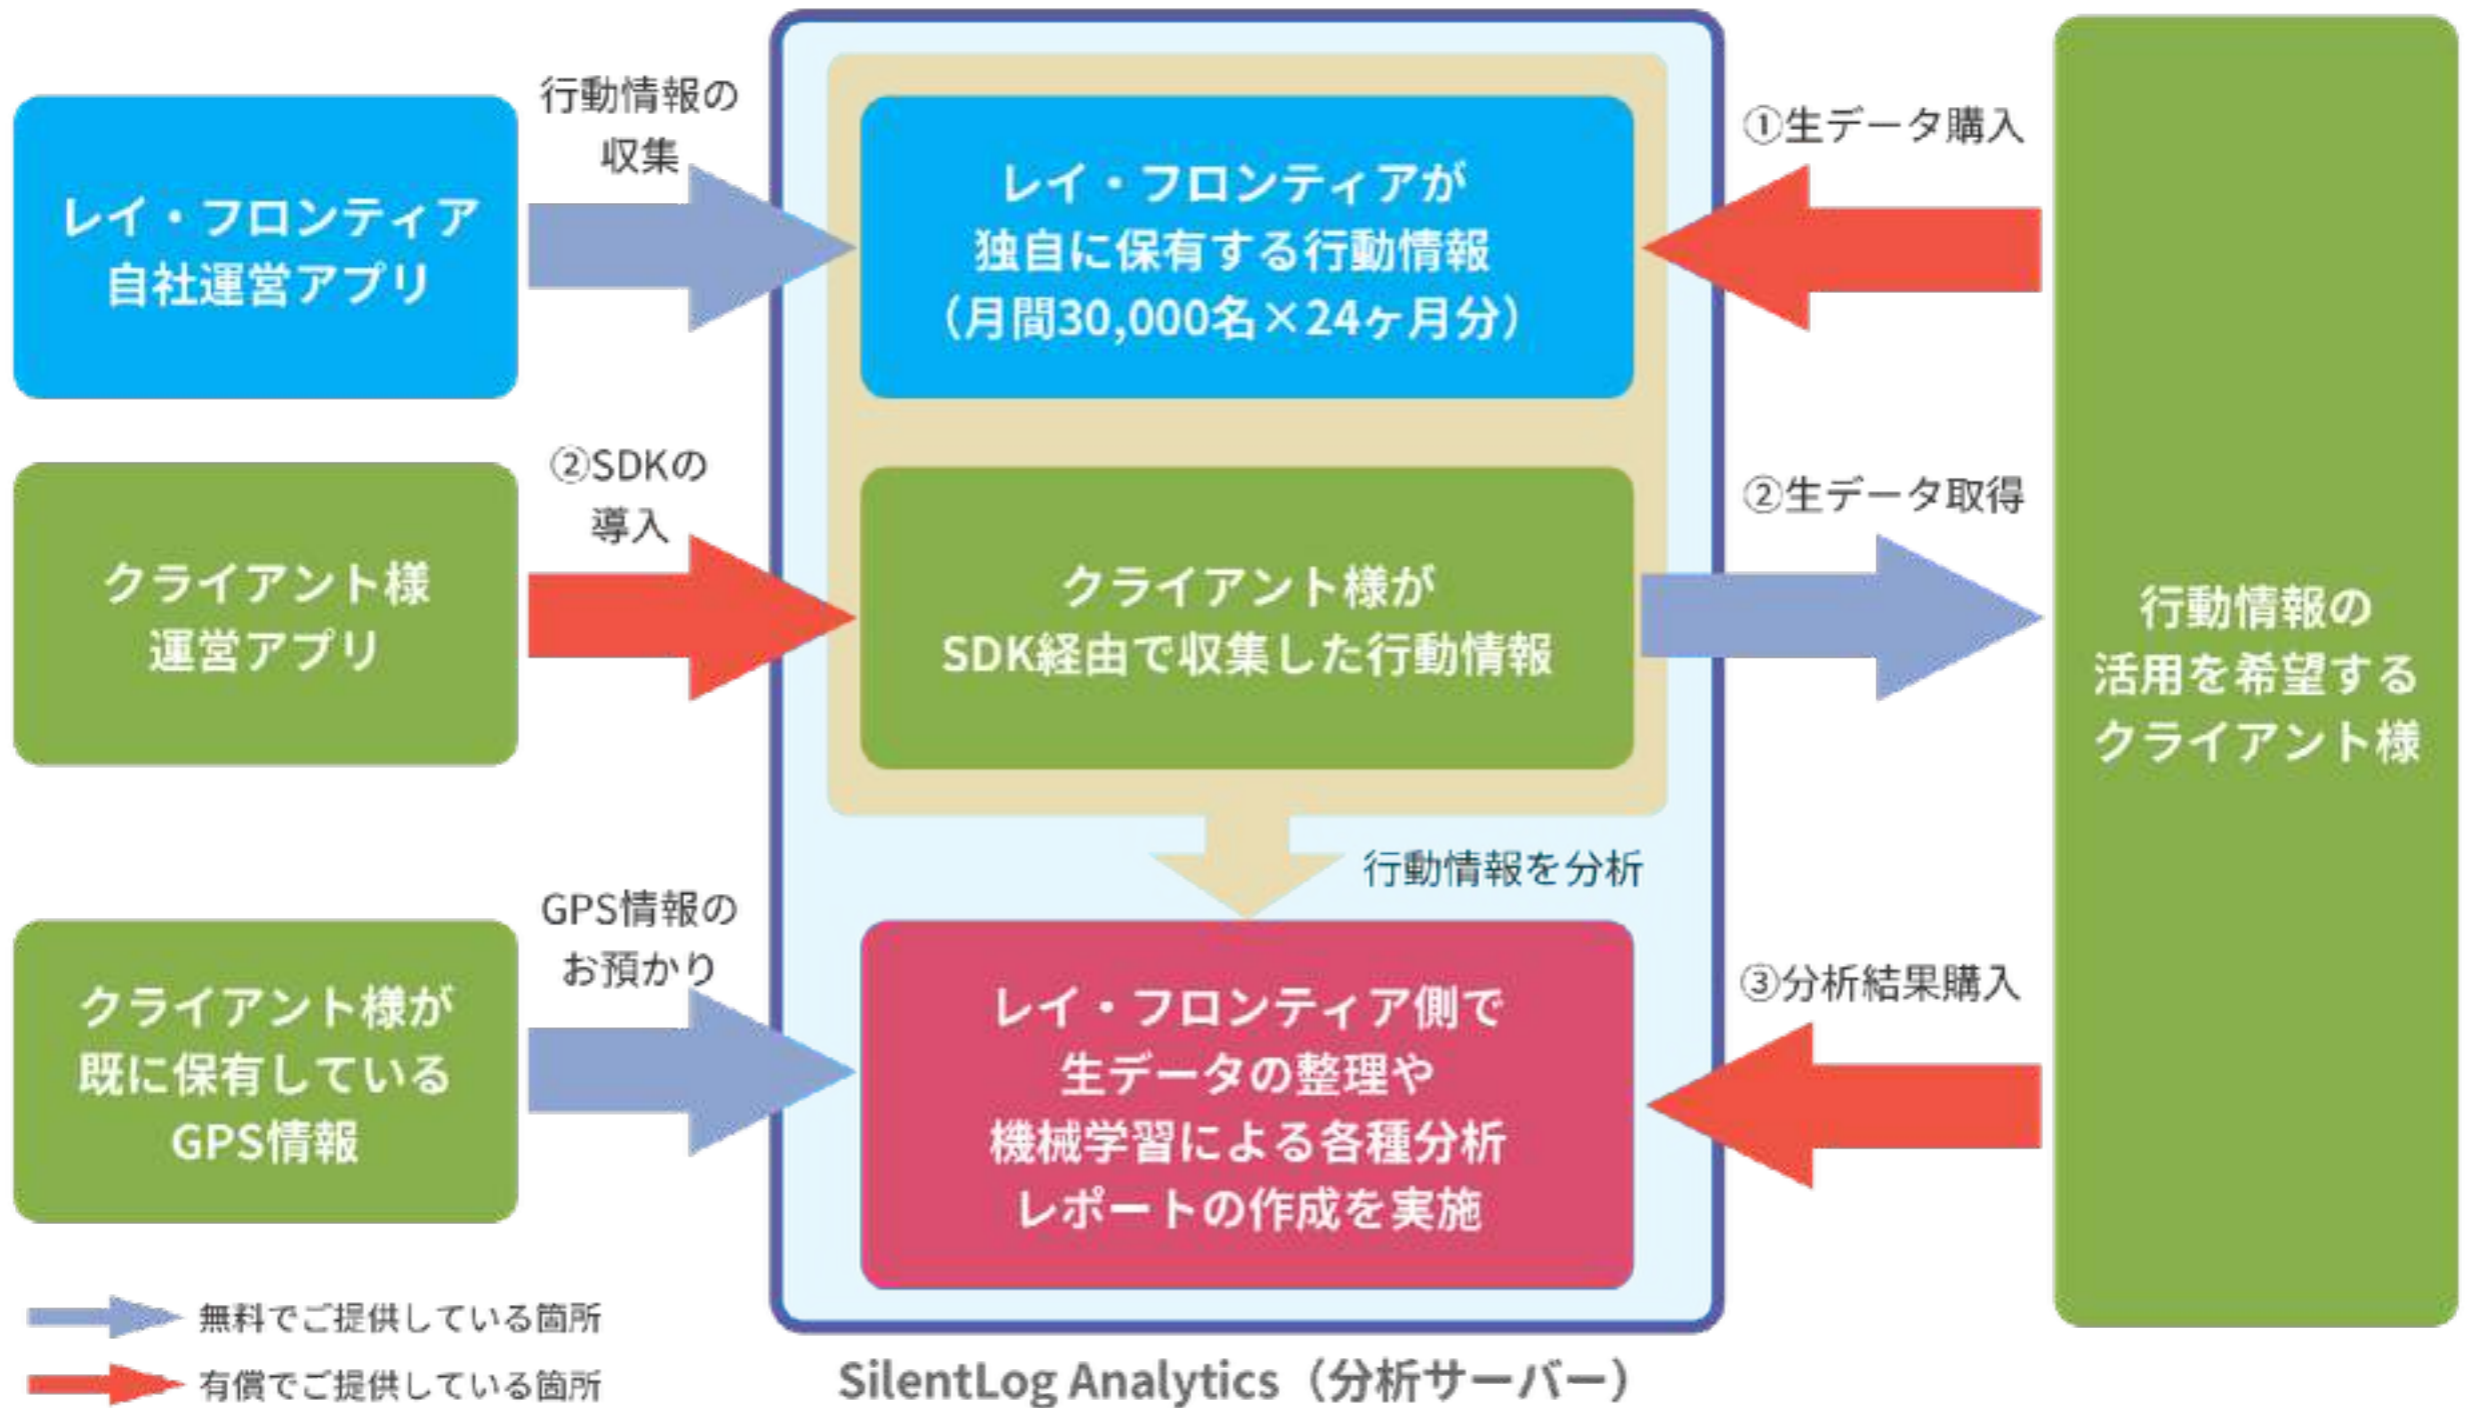 行動情報の
収集
レイ・フロンティア
自社運営アプリ
レイ・フロンティアが
独自に保有する行動情報
（月間30,000名×24ヶ月分）
①生データ購入
②SDKの
導入
クライアント様
運営アプリ
クライアント様が
SDK経由で収集した行動情報
②生データ取得
行動情報の
活用を希望する
クライアント様
行動情報を分析
GPS情報の
お預かり
クライアント様が
既に保有している
GPS情報
レイ・フロンティア側で
生データの整理や
機械学習による各種分析
レポートの作成を実施
③分析結果購入
無料でご提供している箇所
有償でご提供している箇所
SilentLog Analytics（分析サーバー）